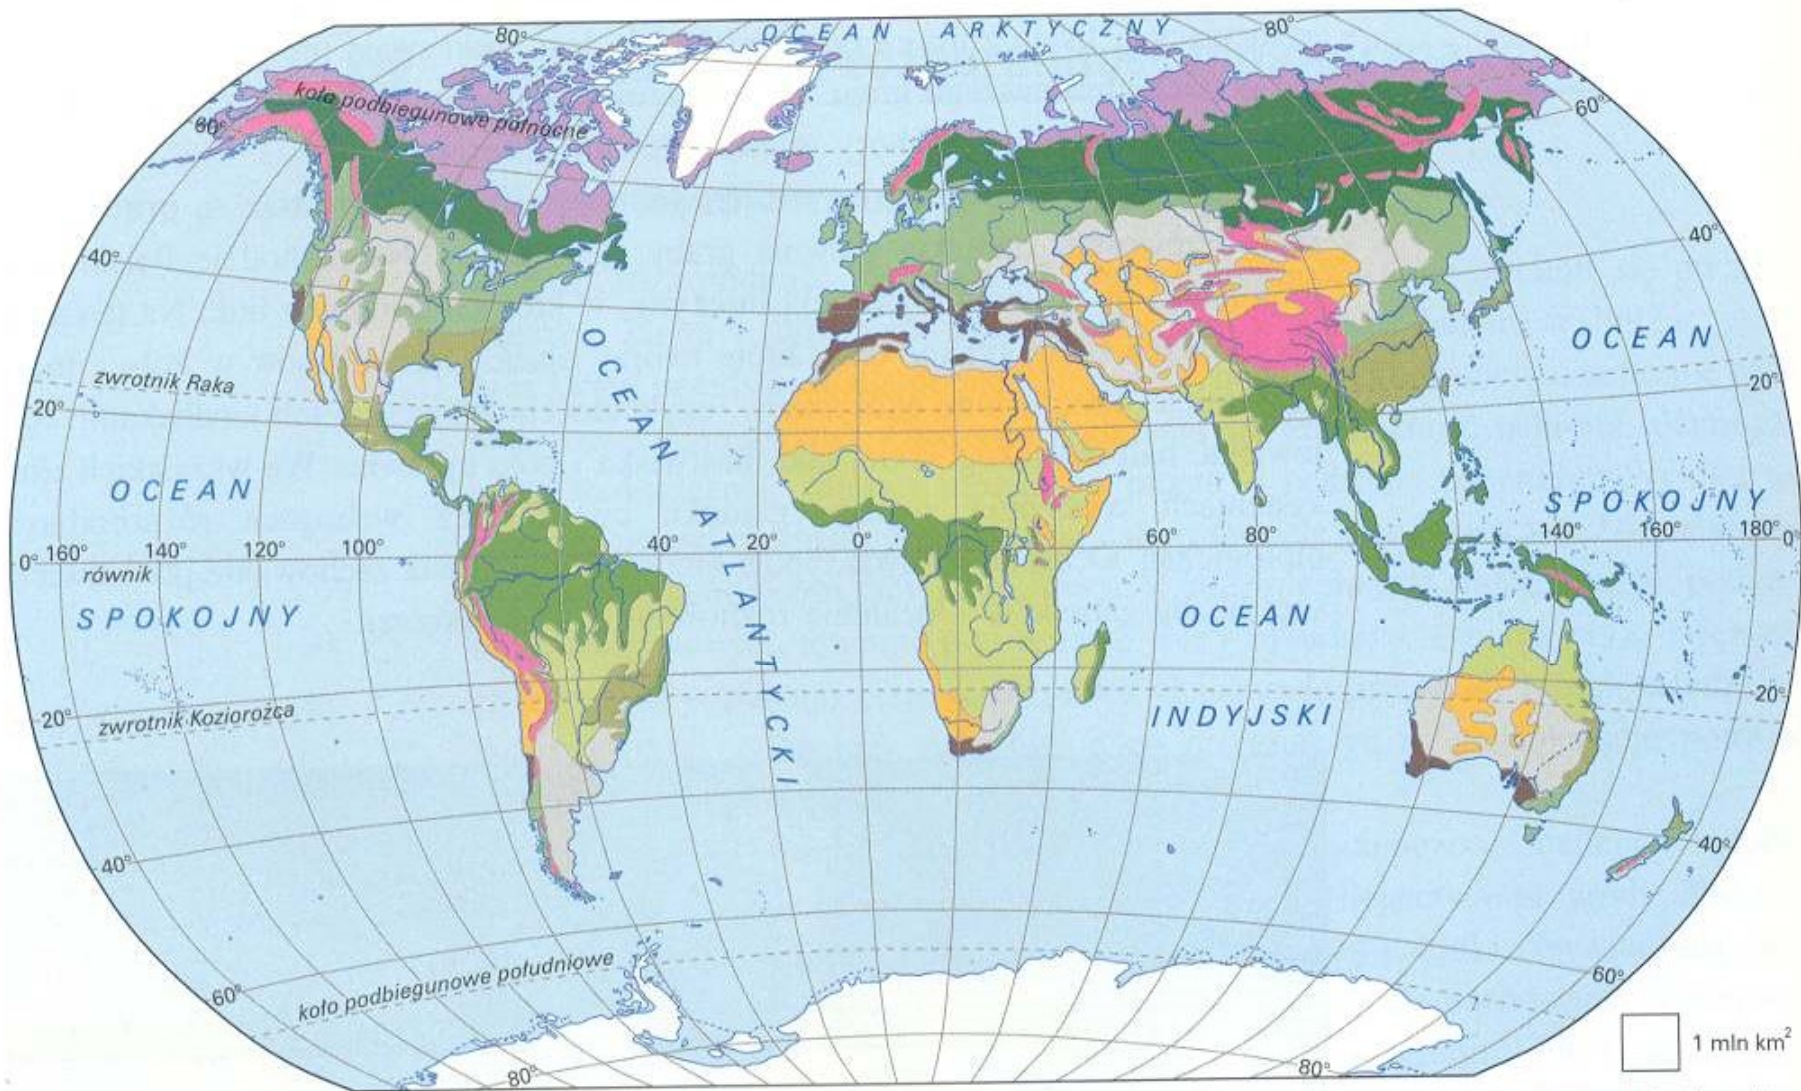 80°
OCEAN ARKTYCZNY
80°
koło podbiegunowe północne
60°
60°
40°
40°
OCEAN
OCEAN
zwrotnik Raka
20°
20°
OCEAN
SPOKOJNY
ATLANTYCKI
0°
160°
140°
120°
100°
40°
20°
0°
60°
80°
140°
160°
180°
0°
równik
SPOKOJNY
OCEAN
INDYJSKI
20°
zwrotnik Koziorożca
20°
40°
40°
60°
koło podbiegunowe południowe
60°
80°
80°
1 mln km²